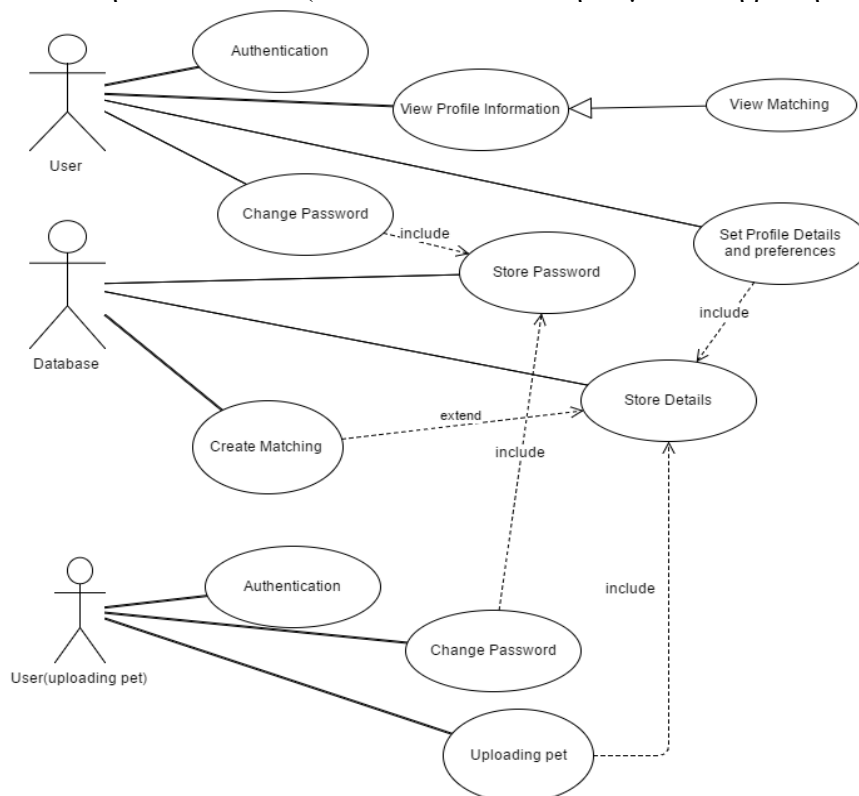 Authentication
View Profile Information
View Matching
User
Change Password
include
Set Profile Details
and preferences
Store Password
include
Database
Store Details
extend
Create Matching
include
Authentication
include
Change Password
User(uploading pet)
Uploading pet